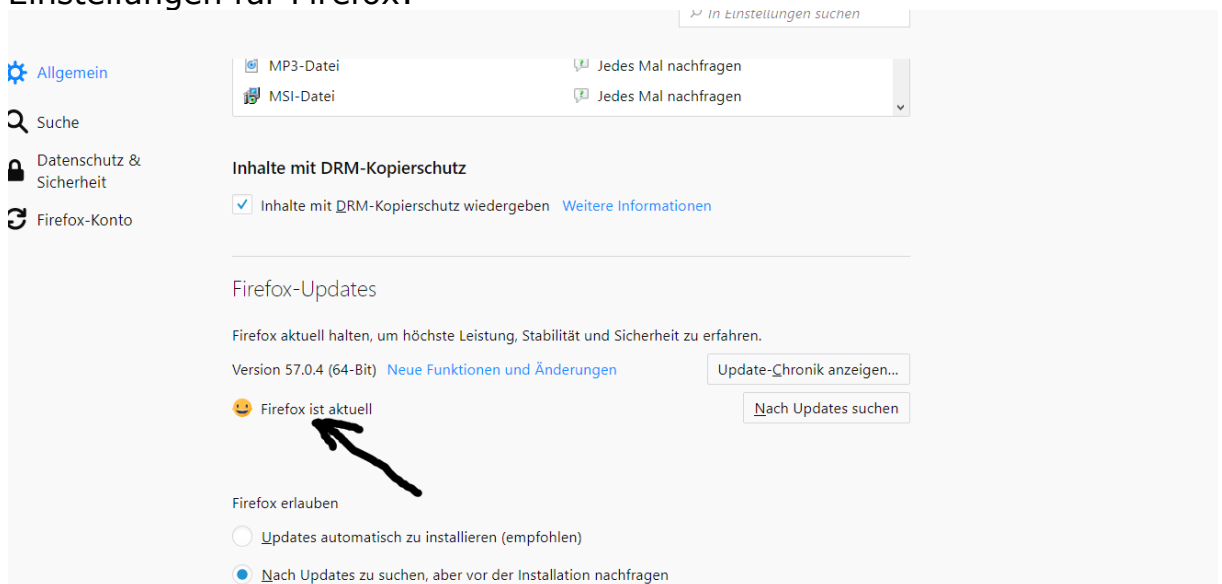 Einstellungen für Firefox:
In Einstellungen suchen
Allgemein
Suche
Datenschutz &
Sicherheit
Firefox-Konto
MP3-Datei Jedes Mal nachfragen
MSI-Datei Jedes Mal nachfragen
Inhalte mit DRM-Kopierschutz
Inhalte mit DRM-Kopierschutz wiedergeben Weitere Informationen
Firefox-Updates
Firefox aktuell halten, um höchste Leistung, Stabilität und Sicherheit zu erfahren.
Version 57.0.4 (64-Bit) Neue Funktionen und Änderungen Update-Chronik anzeigen...
Firefox ist aktuell Nach Updates suchen
Firefox erlauben
Updates automatisch zu installieren (empfohlen)
Nach Updates zu suchen, aber vor der Installation nachfragen